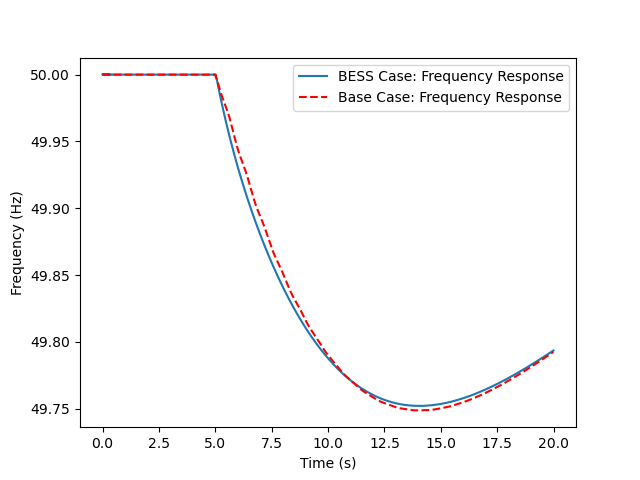 BESS Case: Frequency Response
Base Case: Frequency Response
Frequency (Hz)
50.00
49.95
49.90
49.85
49.80
49.75
0.0 2.5 5.0 7.5 10.0 12.5 15.0 17.5 20.0
Time (s)